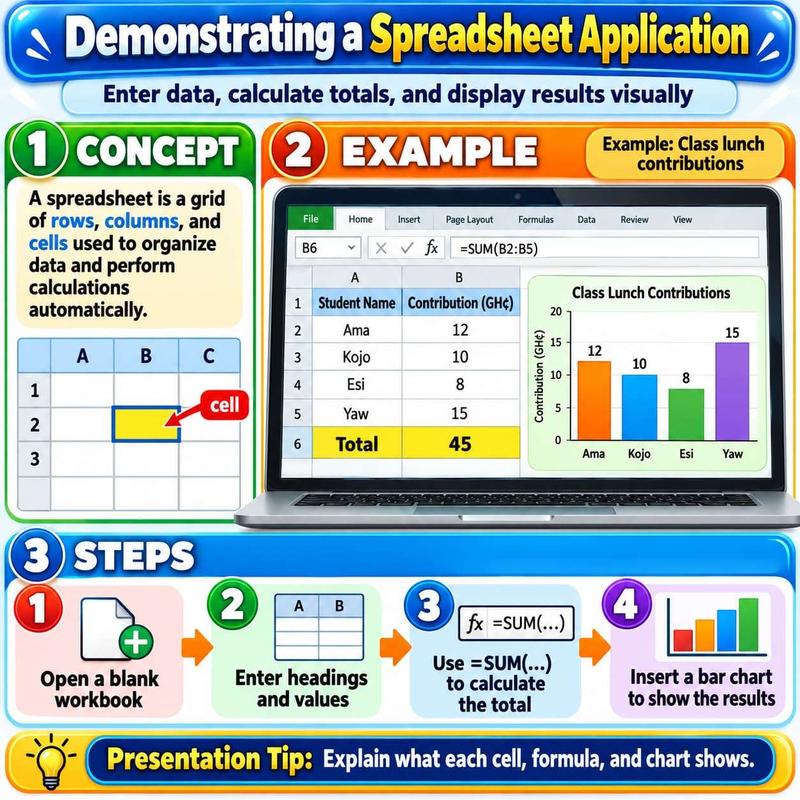 Demonstrating a Spreadsheet Application
Enter data, calculate totals, and display results visually
1 CONCEPT
A spreadsheet is a grid
of rows, columns, and
cells used to organize
data and perform
calculations
automatically.
A B C
1
2
3
cell
2 EXAMPLE
Example: Class lunch
contributions
File Home Insert Page Layout Formulas Data Review View
B6 fx =SUM(B2:B5)
A B
1 Student Name Contribution (GH¢)
2 Ama 12
3 Kojo 10
4 Esi 8
5 Yaw 15
6 Total 45
Class Lunch Contributions
Contribution (GH¢)
20
15
10
5
0
12
10
8
15
Ama Kojo Esi Yaw
3 STEPS
1
Open a blank
workbook
2
A B
Enter headings
and values
3
fx =SUM(...)
Use =SUM(...)
to calculate
the total
4
Insert a bar chart
to show the results
Presentation Tip: Explain what each cell, formula, and chart shows.